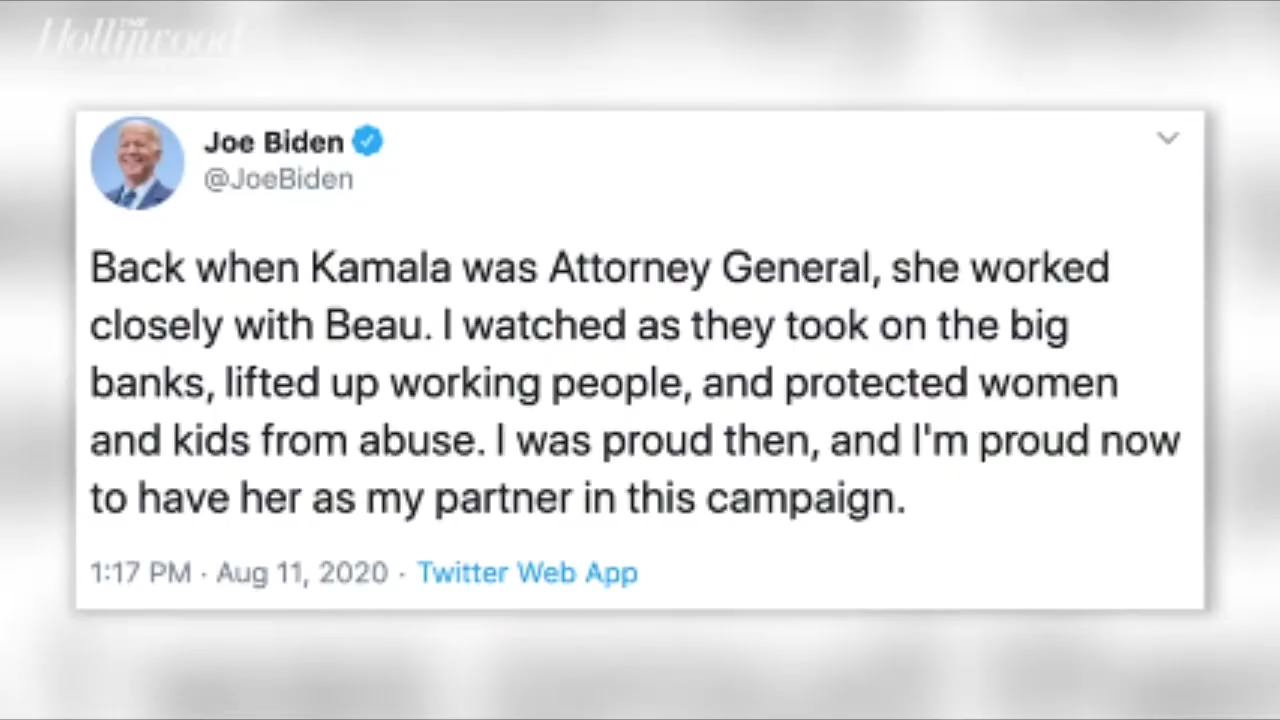 THE
Hollywood
Joe Biden
@JoeBiden
Back when Kamala was Attorney General, she worked
closely with Beau. I watched as they took on the big
banks, lifted up working people, and protected women
and kids from abuse. I was proud then, and I'm proud now
to have her as my partner in this campaign.
1:17 PM · Aug 11, 2020 · Twitter Web App